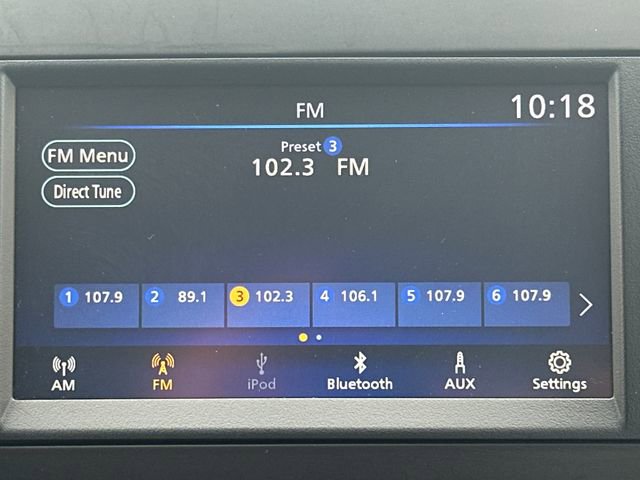 FM
10:18
FM Menu
Preset 3
102.3 FM
Direct Tune
1 107.9
2 89.1
3 102.3
4 106.1
5 107.9
6 107.9
AM
FM
iPod
Bluetooth
AUX
Settings